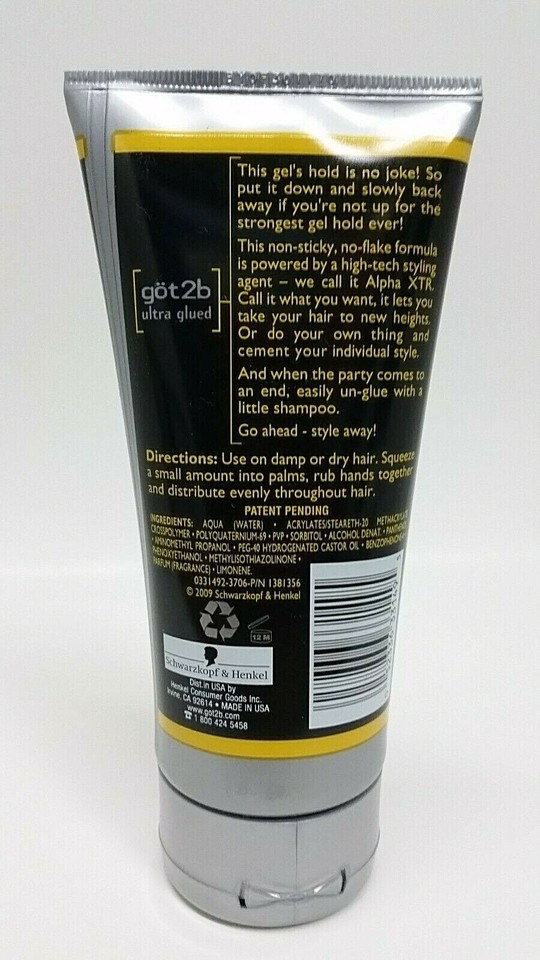 This gel's hold is no joke! So
put it down and slowly back
away if you're not up for the
strongest gel hold ever!
This non-sticky, no-flake formula
is powered by a high-tech styling
agent – we call it Alpha XTR.
Call it what you want, it lets you
take your hair to new heights.
Or do your own thing and
cement your individual style.
And when the party comes to
an end, easily un-glue with a
little shampoo.
Go ahead - style away!
göt2b
ultra glued
Directions: Use on damp or dry hair. Squeeze
a small amount into palms, rub hands together
and distribute evenly throughout hair.
PATENT PENDING
INGREDIENTS: AQUA (WATER) • ACRYLATES/STEARETH-20 METHACRYLATE
CROSSPOLYMER • POLYQUATERNIUM-69 • PVP • SORBITOL • ALCOHOL DENAT. • PANTHENOL
• AMINOMETHYL PROPANOL • PEG-40 HYDROGENATED CASTOR OIL •
PHENOXYETHANOL • METHYLISOTHIAZOLINONE •
PARFUM (FRAGRANCE) • LIMONENE.
0331492-3706-P/N 1381356
© 2009 Schwarzkopf & Henkel
12 M
Schwarzkopf & Henkel
Dist.in USA by
Henkel Consumer Goods Inc.
Irvine, CA 92614 • MADE IN USA
www.got2b.com
☎ 1 800 424 5458